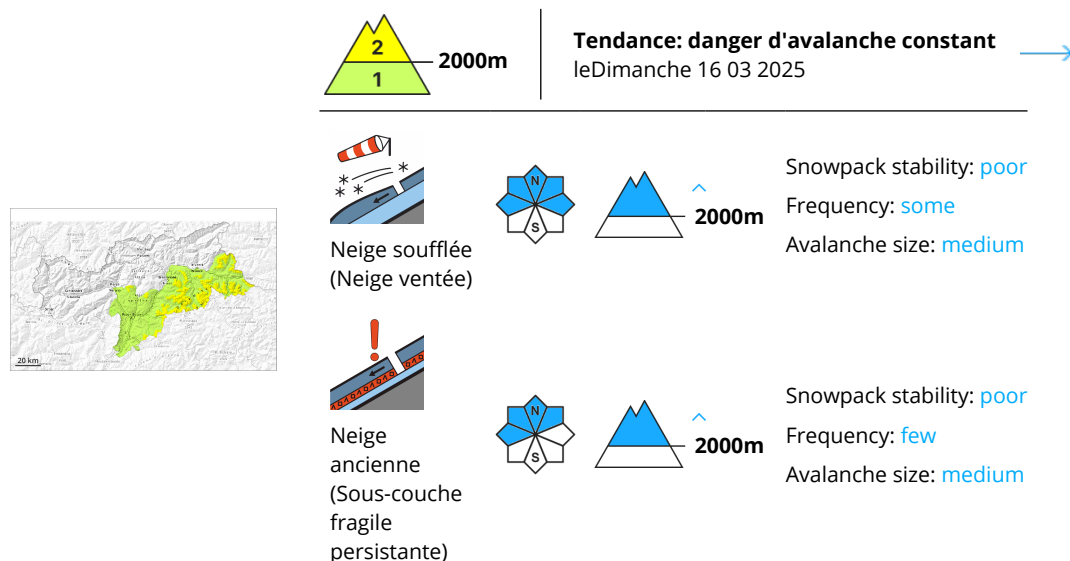 2
1
2000m
Tendance: danger d'avalanche constant
leDimanche 16 03 2025
20 km
Neige soufflée
(Neige ventée)
N
S
2000m
Snowpack stability: poor
Frequency: some
Avalanche size: medium
Neige
ancienne
(Sous-couche
fragile
persistante)
N
S
2000m
Snowpack stability: poor
Frequency: few
Avalanche size: medium